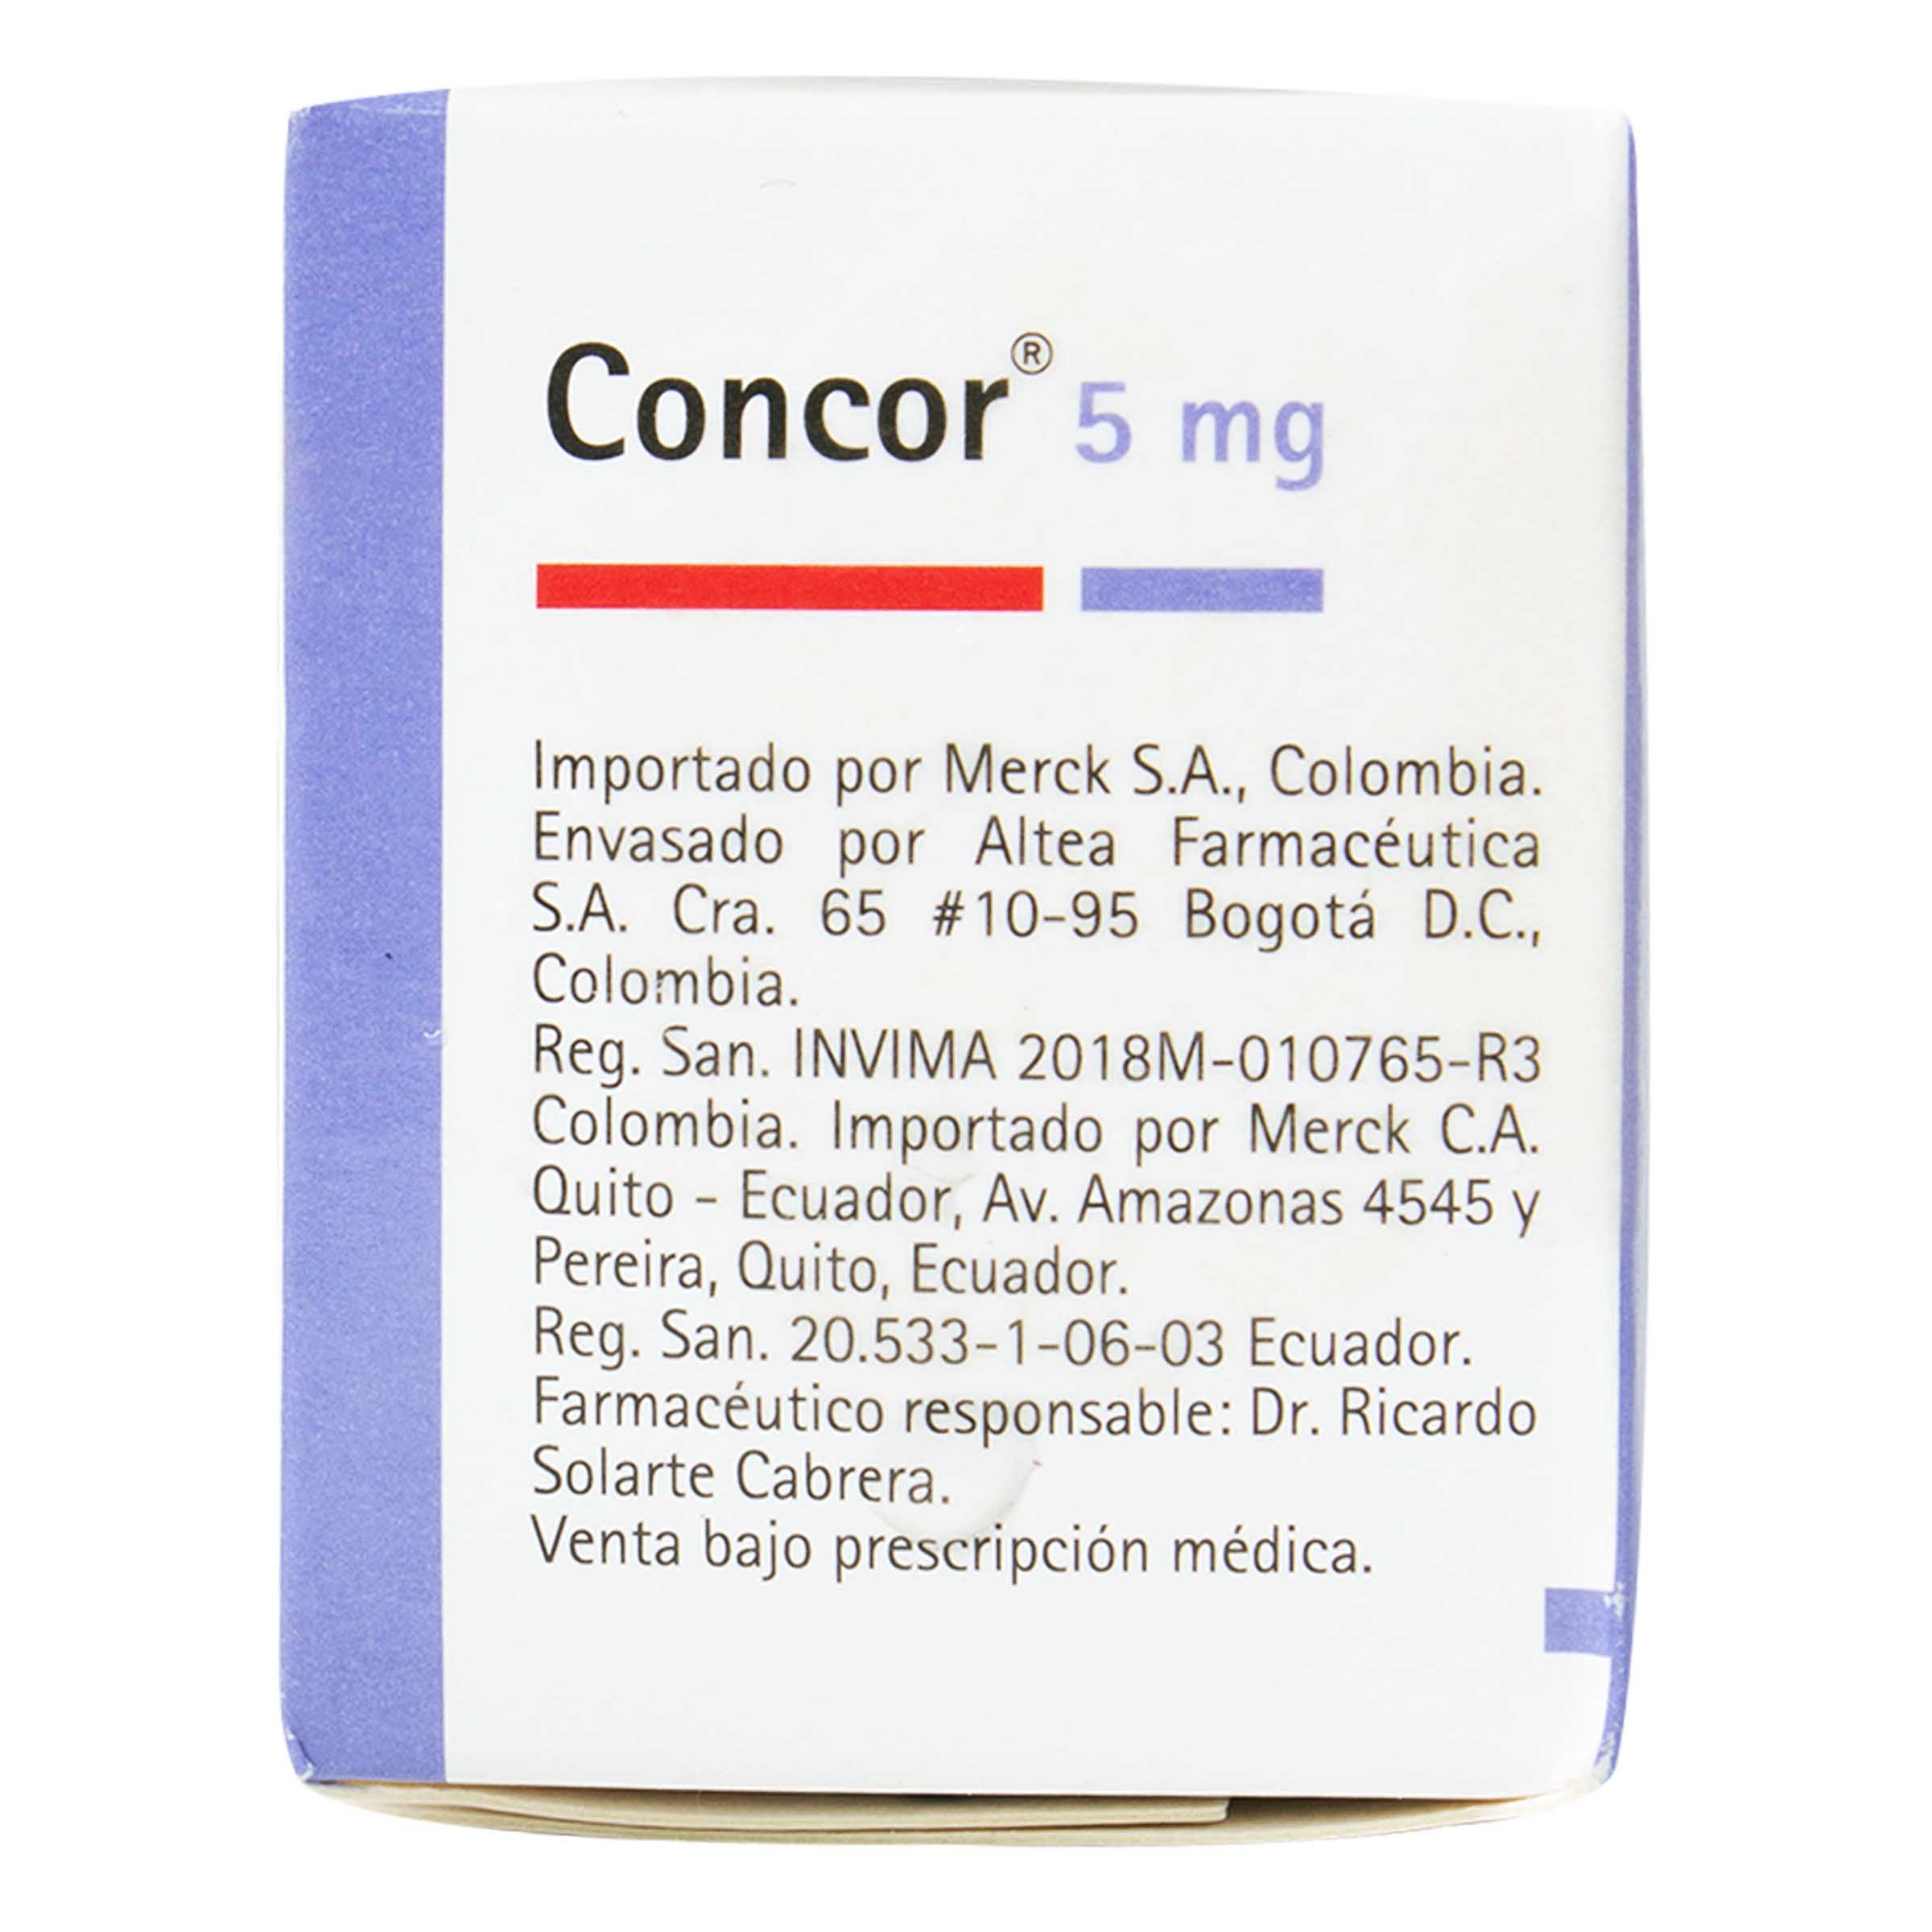 Concor® 5 mg
Importado por Merck S.A., Colombia.
Envasado por Altea Farmacéutica
S.A. Cra. 65 #10-95 Bogotá D.C.,
Colombia.
Reg. San. INVIMA 2018M-010765-R3
Colombia. Importado por Merck C.A.
Quito - Ecuador, Av. Amazonas 4545 y
Pereira, Quito, Ecuador.
Reg. San. 20.533-1-06-03 Ecuador.
Farmacéutico responsable: Dr. Ricardo
Solarte Cabrera.
Venta bajo prescripción médica.